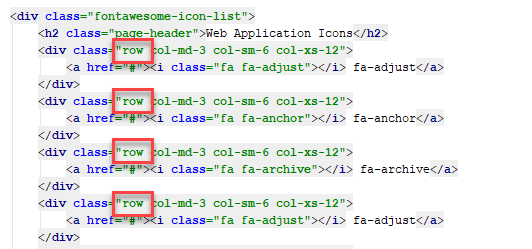 <div class="fontawesome-icon-list">
<h2 class="page-header">Web Application Icons</h2>
<div class="row col-md-3 col-sm-6 col-xs-12">
<a href="#"><i class="fa fa-adjust"></i> fa-adjust</a>
</div>
<div class="row col-md-3 col-sm-6 col-xs-12">
<a href="#"><i class="fa fa-anchor"></i> fa-anchor</a>
</div>
<div class="row col-md-3 col-sm-6 col-xs-12">
<a href="#"><i class="fa fa-archive"></i> fa-archive</a>
</div>
<div class="row col-md-3 col-sm-6 col-xs-12">
<a href="#"><i class="fa fa-adjust"></i> fa-adjust</a>
</div>